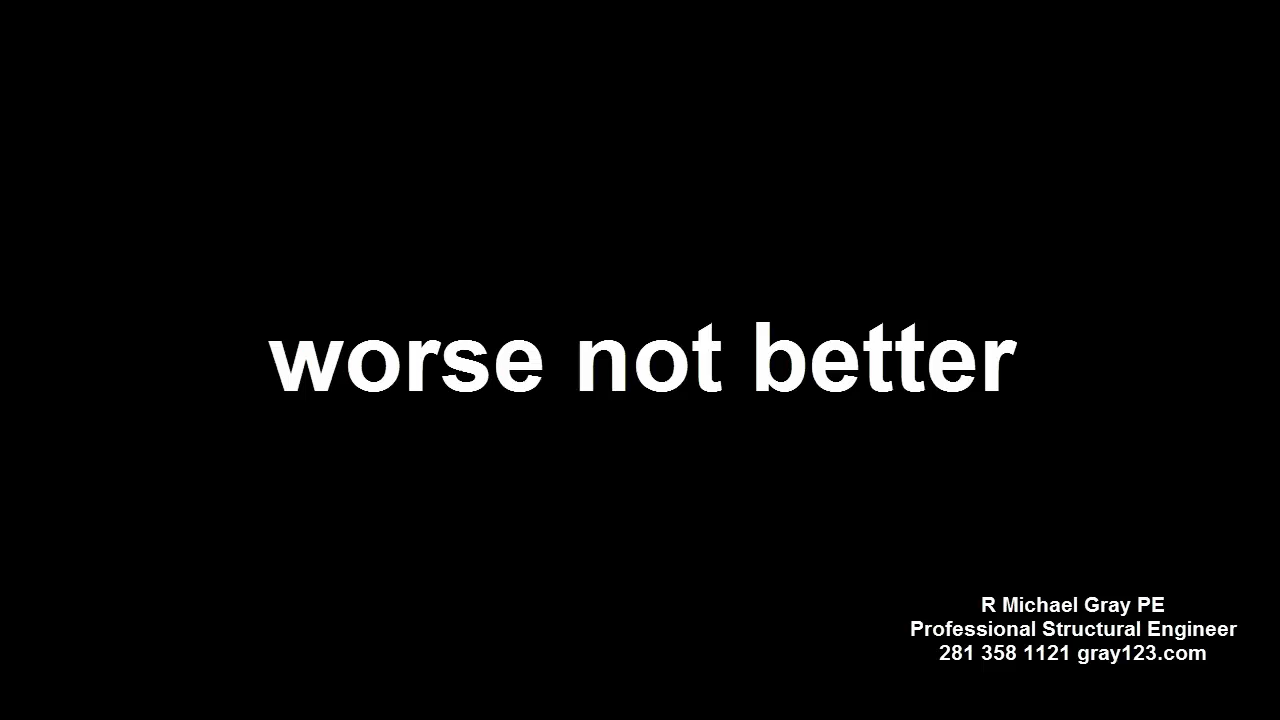 worse not better
R Michael Gray PE
Professional Structural Engineer
281 358 1121 gray123.com